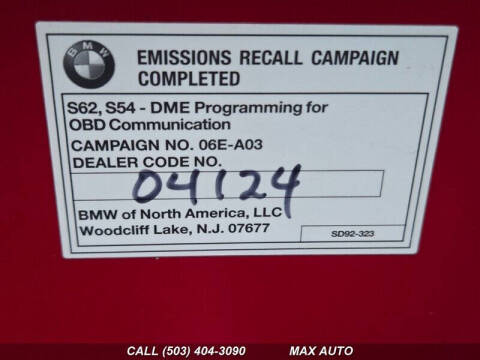 BMW
EMISSIONS RECALL CAMPAIGN
COMPLETED
S62, S54 - DME Programming for
OBD Communication
CAMPAIGN NO. 06E-A03
DEALER CODE NO.
04124
BMW of North America, LLC
Woodcliff Lake, N.J. 07677
SD92-323
CALL (503) 404-3090 MAX AUTO